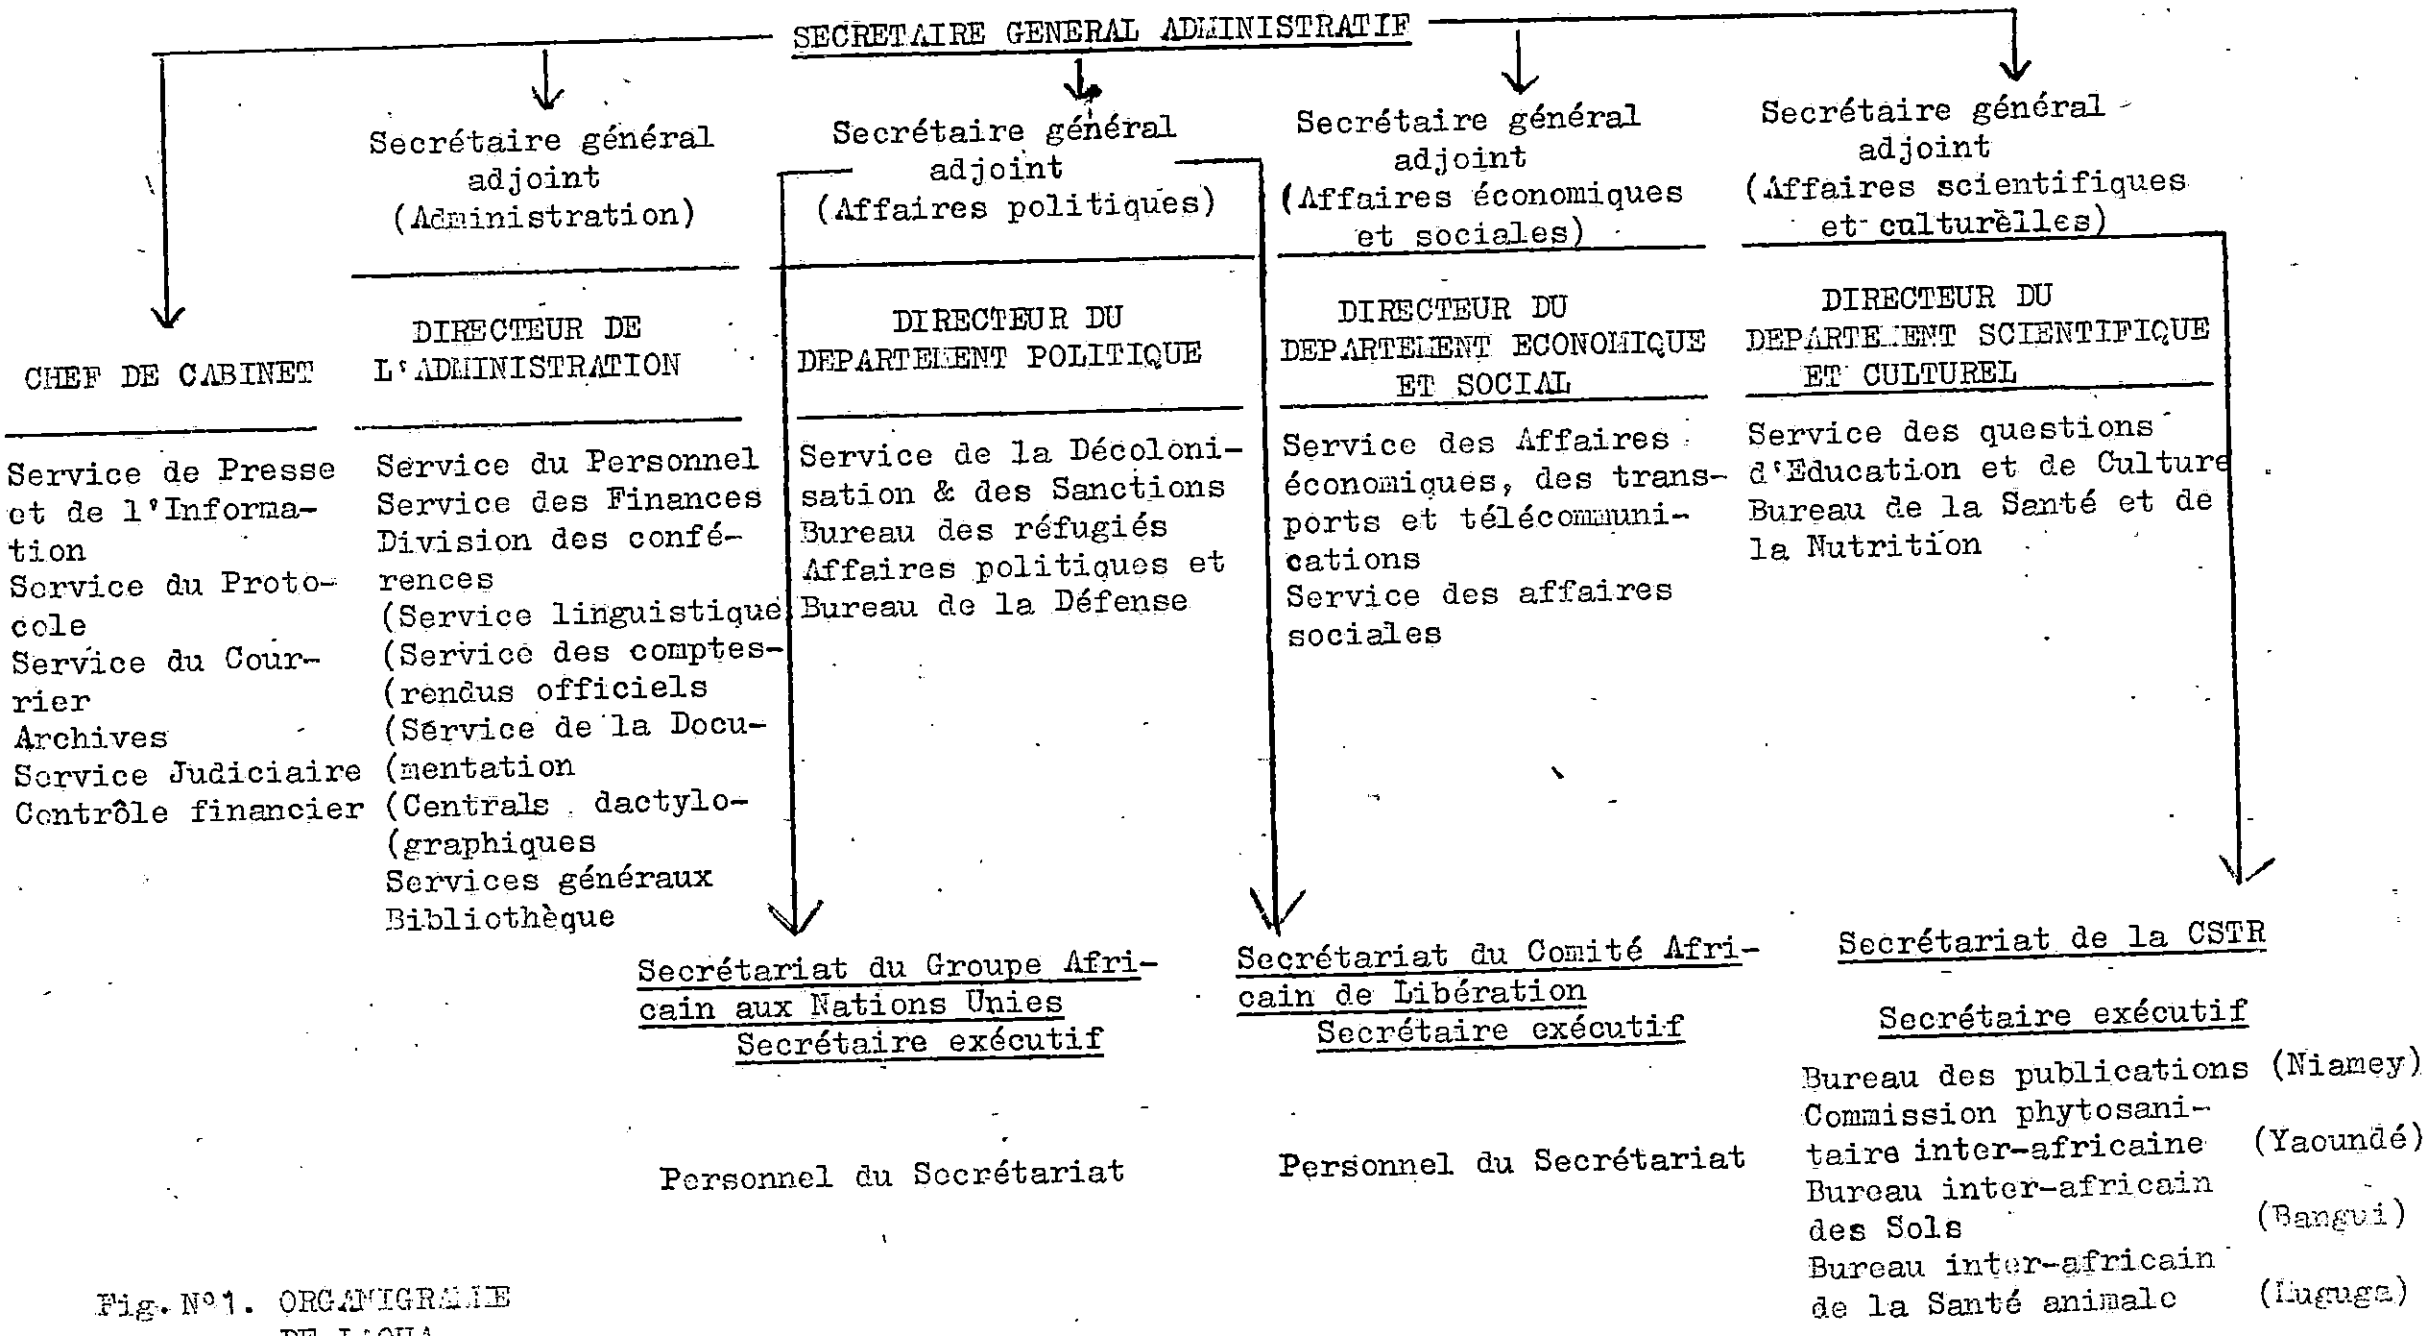 SECRETAIRE GENERAL ADMINISTRATIF
Secrétaire général
adjoint
(Administration)
Secrétaire général
adjoint
(Affaires politiques)
Secrétaire général
adjoint
(Affaires économiques
et sociales)
Secrétaire général
adjoint
(Affaires scientifiques
et culturèlles)
CHEF DE CABINET
DIRECTEUR DE
L'ADMINISTRATION
DIRECTEUR DU
DEPARTEMENT POLITIQUE
DIRECTEUR DU
DEPARTEMENT ECONOMIQUE
ET SOCIAL
DIRECTEUR DU
DEPARTEMENT SCIENTIFIQUE
ET CULTUREL
Service de Presse
et de l'Informa-
tion
Service du Proto-
cole
Service du Cour-
rier
Archives
Service Judiciaire
Contrôle financier
Service du Personnel
Service des Finances
Division des confé-
rences
(Service linguistique
(Service des comptes-
(rendus officiels
(Service de la Docu-
(mentation
(Centrals dactylo-
(graphiques
Services généraux
Bibliothèque
Service de la Décoloni-
sation & des Sanctions
Bureau des réfugiés
Affaires politiques et
Bureau de la Défense
Service des Affaires
économiques, des trans-
ports et télécommuni-
cations
Service des affaires
sociales
Service des questions
d'Education et de Culture
Bureau de la Santé et de
la Nutrition
Secrétariat du Groupe Afri-
cain aux Nations Unies
Secrétaire exécutif
Personnel du Secrétariat
Secrétariat du Comité Afri-
cain de Libération
Secrétaire exécutif
Personnel du Secrétariat
Secrétariat de la CSTR
Secrétaire exécutif
Bureau des publications (Niamey)
Commission phytosani-
taire inter-africaine (Yaoundé)
Bureau inter-africain
des Sols (Bangui)
Bureau inter-africain
de la Santé animale (Muguga)
Fig. N°1. ORGANIGRAMME